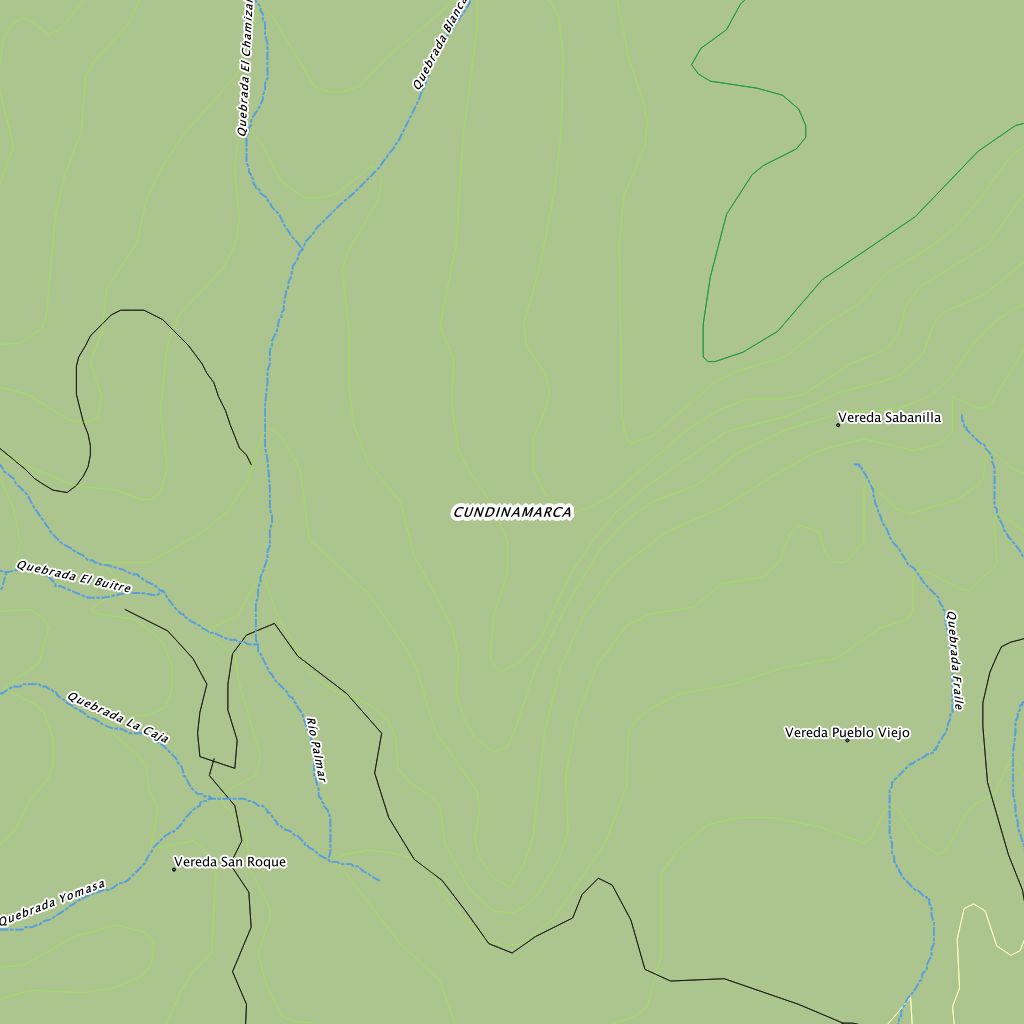 Quebrada El Chamizal
Quebrada Blanca
Vereda Sabanilla
CUNDINAMARCA
Quebrada El Buitre
Quebrada Fraile
Quebrada La Caja
Río Palmar
Vereda Pueblo Viejo
Vereda San Roque
Quebrada Yomasa